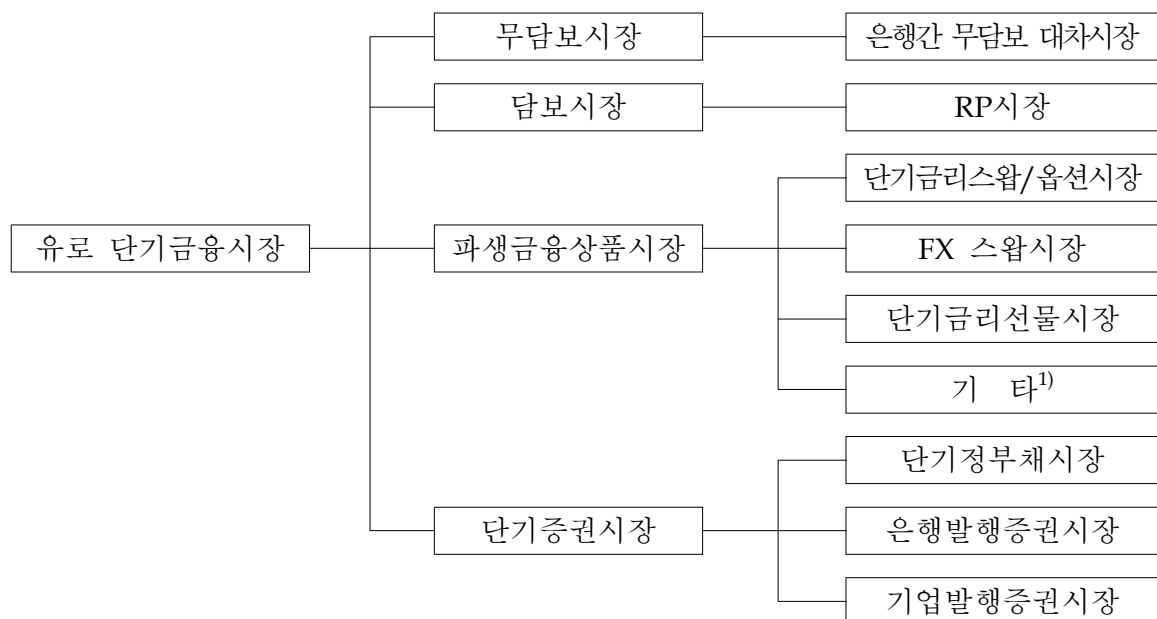 무담보시장
은행간 무담보 대차시장
담보시장
RP시장
단기금리스왑/옵션시장
유로 단기금융시장
파생금융상품시장
FX 스왑시장
단기금리선물시장
기 타1)
단기정부채시장
단기증권시장
은행발행증권시장
기업발행증권시장